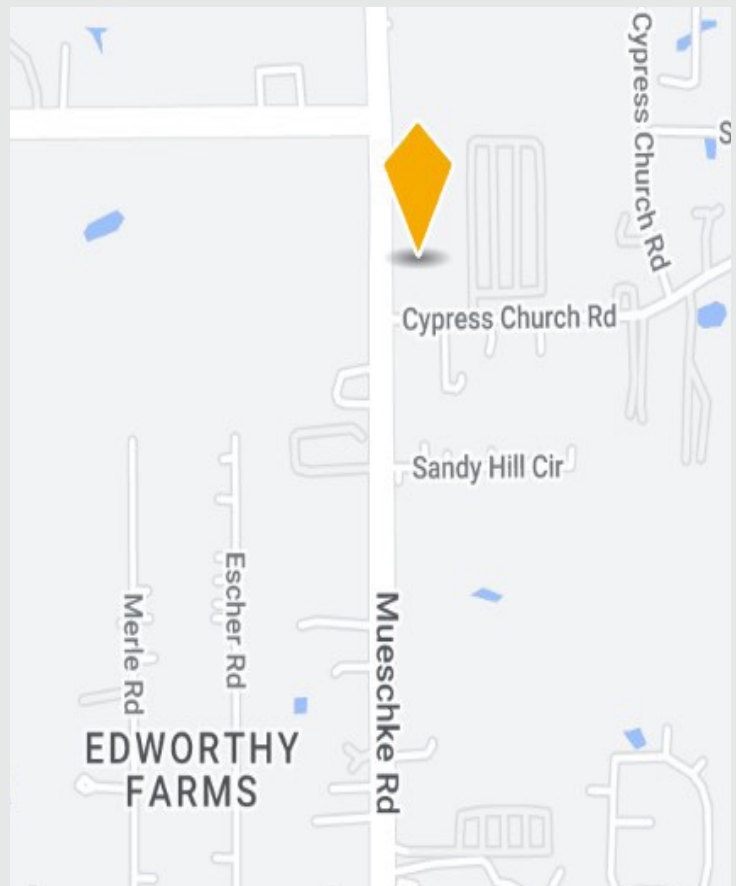 Cypress Church Rd
S
Cypress Church Rd
Sandy Hill Cir
Escher Rd
Merle Rd
Mueschke Rd
EDWORTHY
FARMS